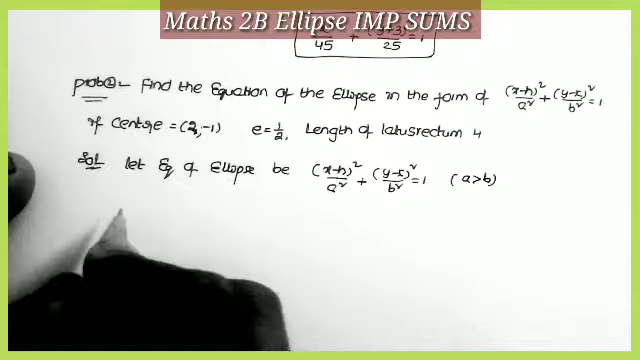 Maths 2B Ellipse IMP SUMS
45 + (y+3) / 25 = 1
prob② :- Find the Equation of the Ellipse in the form of (x-h)²/a² + (y-k)²/b² = 1
if centre = (2,-1) e = 1/2, Length of latusrectum 4
Sol let Eq of Ellipse be (x-h)²/a² + (y-k)²/b² = 1 (a>b)